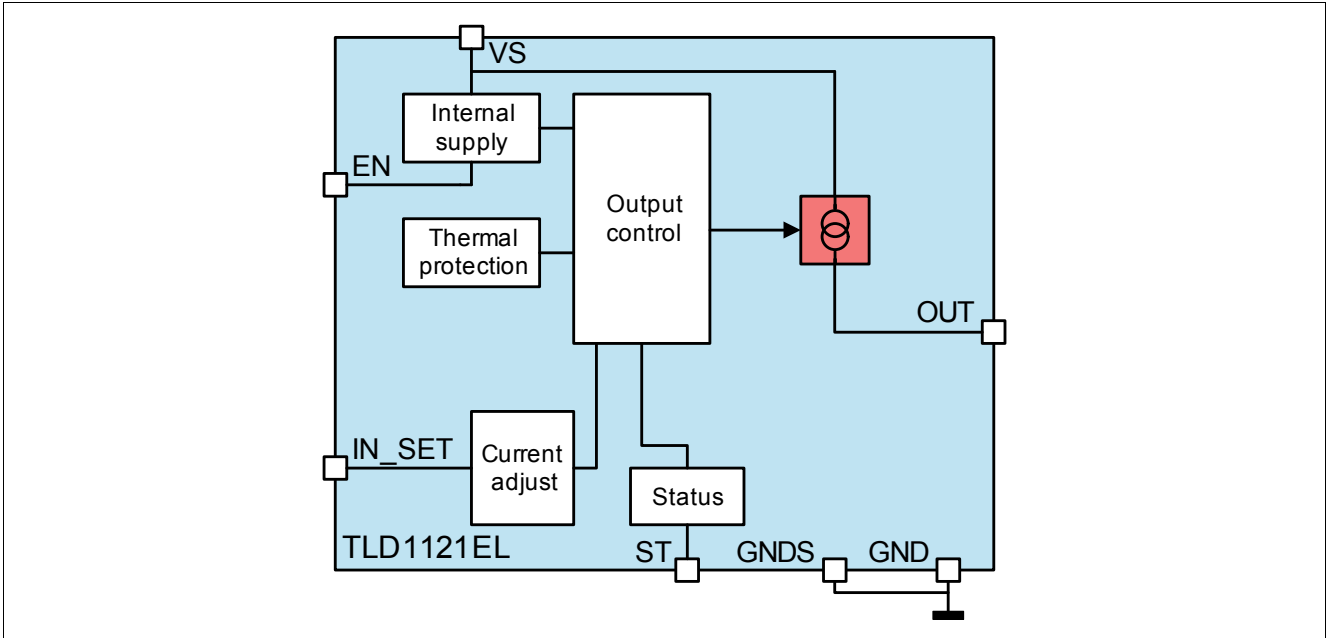 VS
Internal
supply
EN
Output
control
Thermal
protection
OUT
IN_SET
Current
adjust
Status
TLD1121EL
ST
GNDS
GND